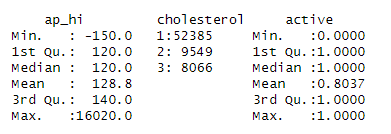 ap_hi cholesterol active
Min. : -150.0 1:52385 Min. :0.0000
1st Qu.: 120.0 2: 9549 1st Qu.:1.0000
Median : 120.0 3: 8066 Median :1.0000
Mean : 128.8 Mean :0.8037
3rd Qu.: 140.0 3rd Qu.:1.0000
Max. :16020.0 Max. :1.0000